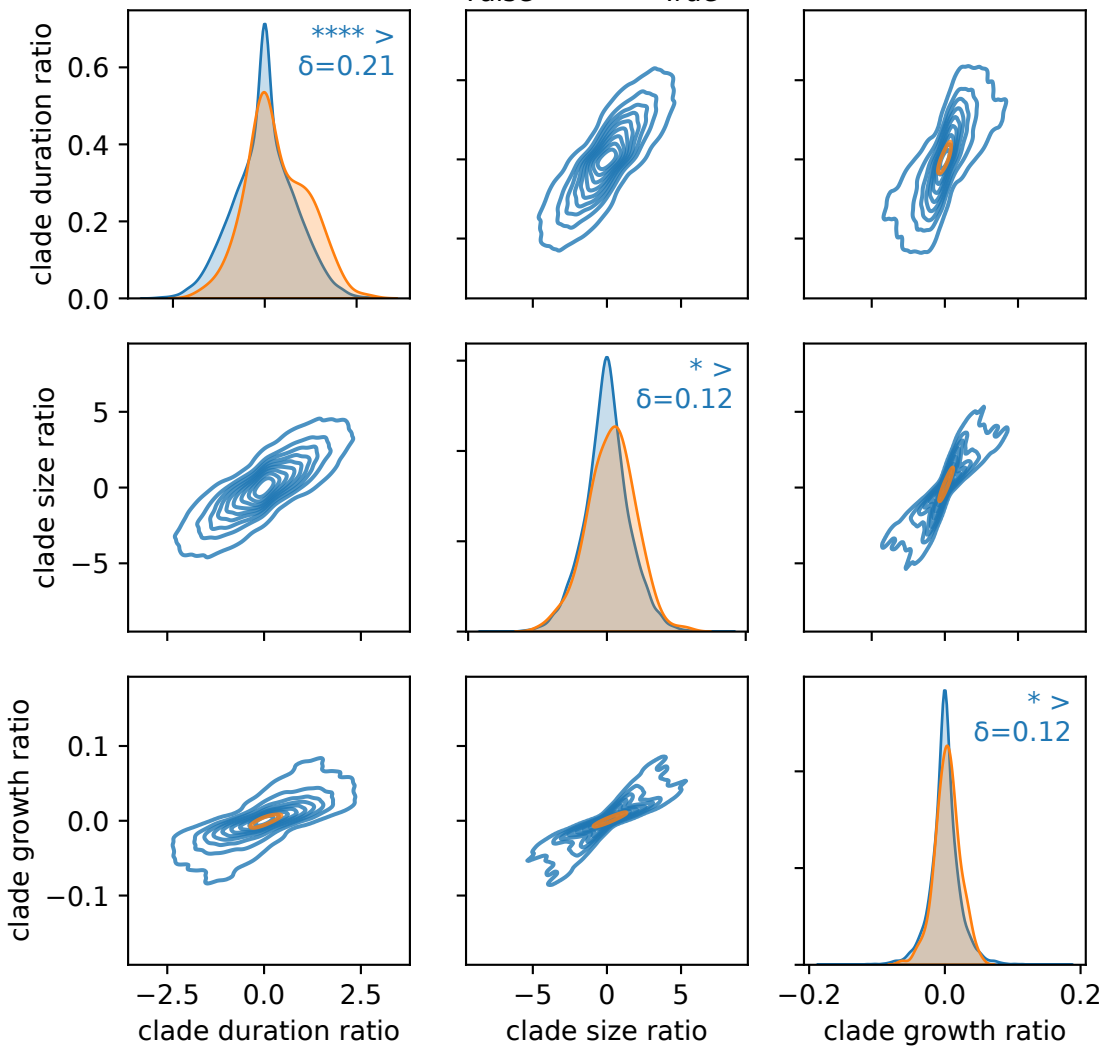 clade duration ratio
0.6
0.4
0.2
0.0
**** >
δ=0.21
clade size ratio
5
0
−5
* >
δ=0.12
clade growth ratio
0.1
0.0
−0.1
* >
δ=0.12
−2.5 0.0 2.5
−5 0 5
−0.2 0.0 0.2
clade duration ratio
clade size ratio
clade growth ratio